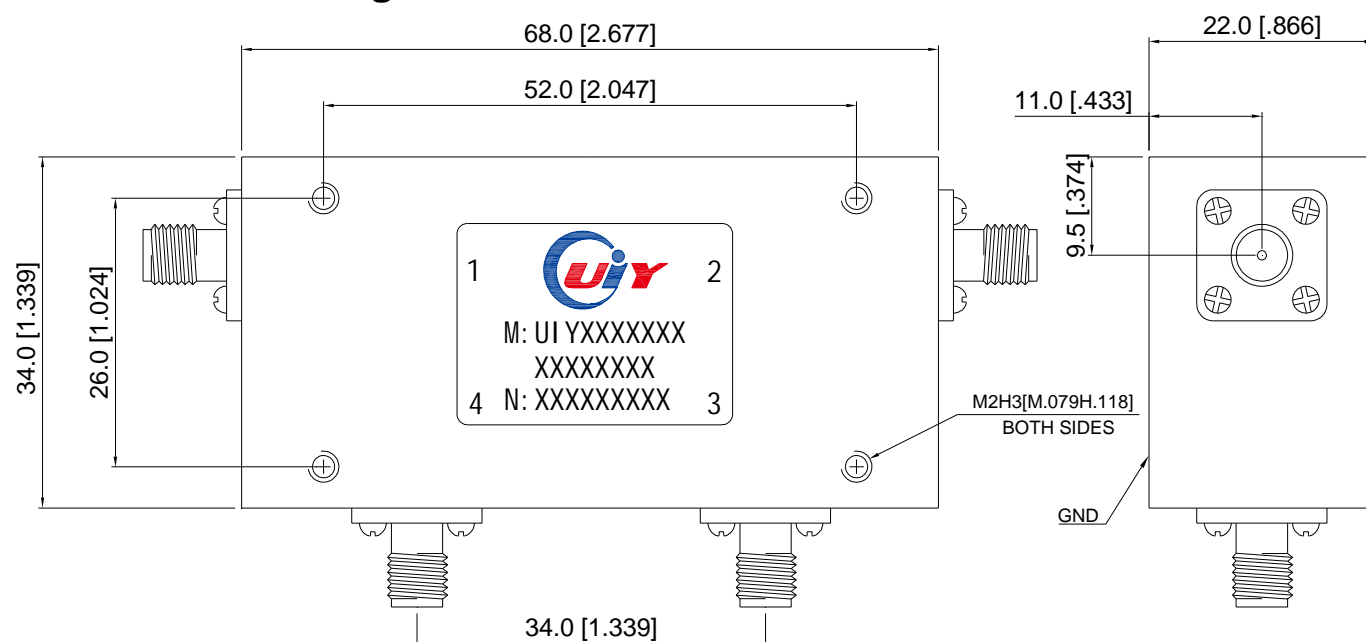 g
68.0 [2.677]
22.0 [.866]
52.0 [2.047]
11.0 [.433]
9.5 [.374]
34.0 [1.339]
26.0 [1.024]
1
UiY
2
M: UIYXXXXXXX
XXXXXXXX
4
N: XXXXXXXXX
3
M2H3[M.079H.118]
BOTH SIDES
GND
34.0 [1.339]